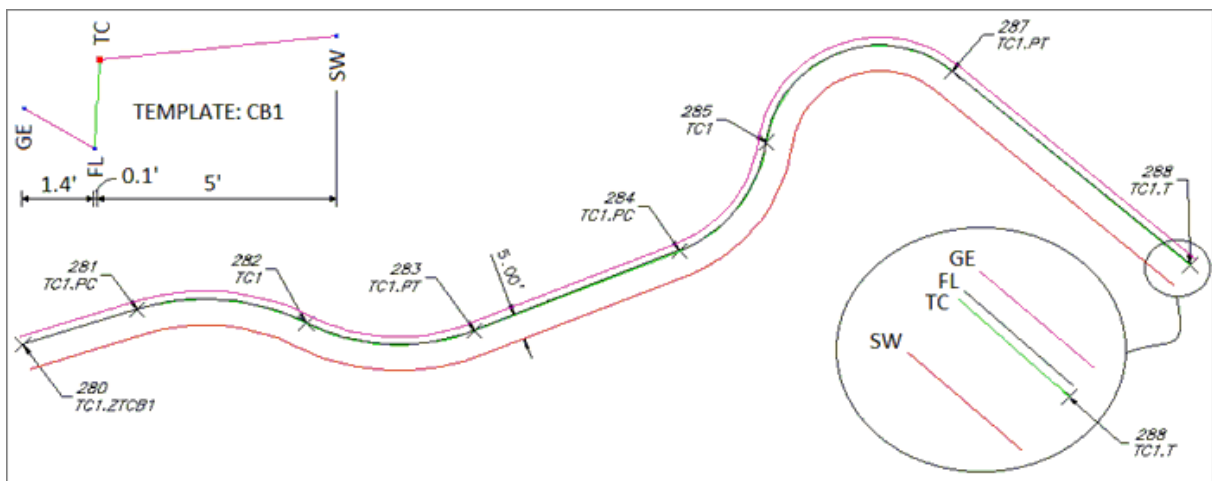 TC
SW
GE
FL
TEMPLATE: CB1
1.4'
0.1'
5'
287
TC1.PT
285
TC1
288
TC1.T
284
TC1.PC
281
TC1.PC
282
TC1
283
TC1.PT
5.00'
280
TC1.ZTCB1
GE
FL
TC
SW
288
TC1.T